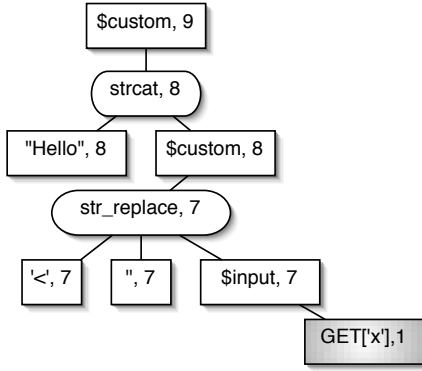 $custom, 9
strcat, 8
"Hello", 8
$custom, 8
str_replace, 7
'<', 7
'', 7
$input, 7
GET['x'],1